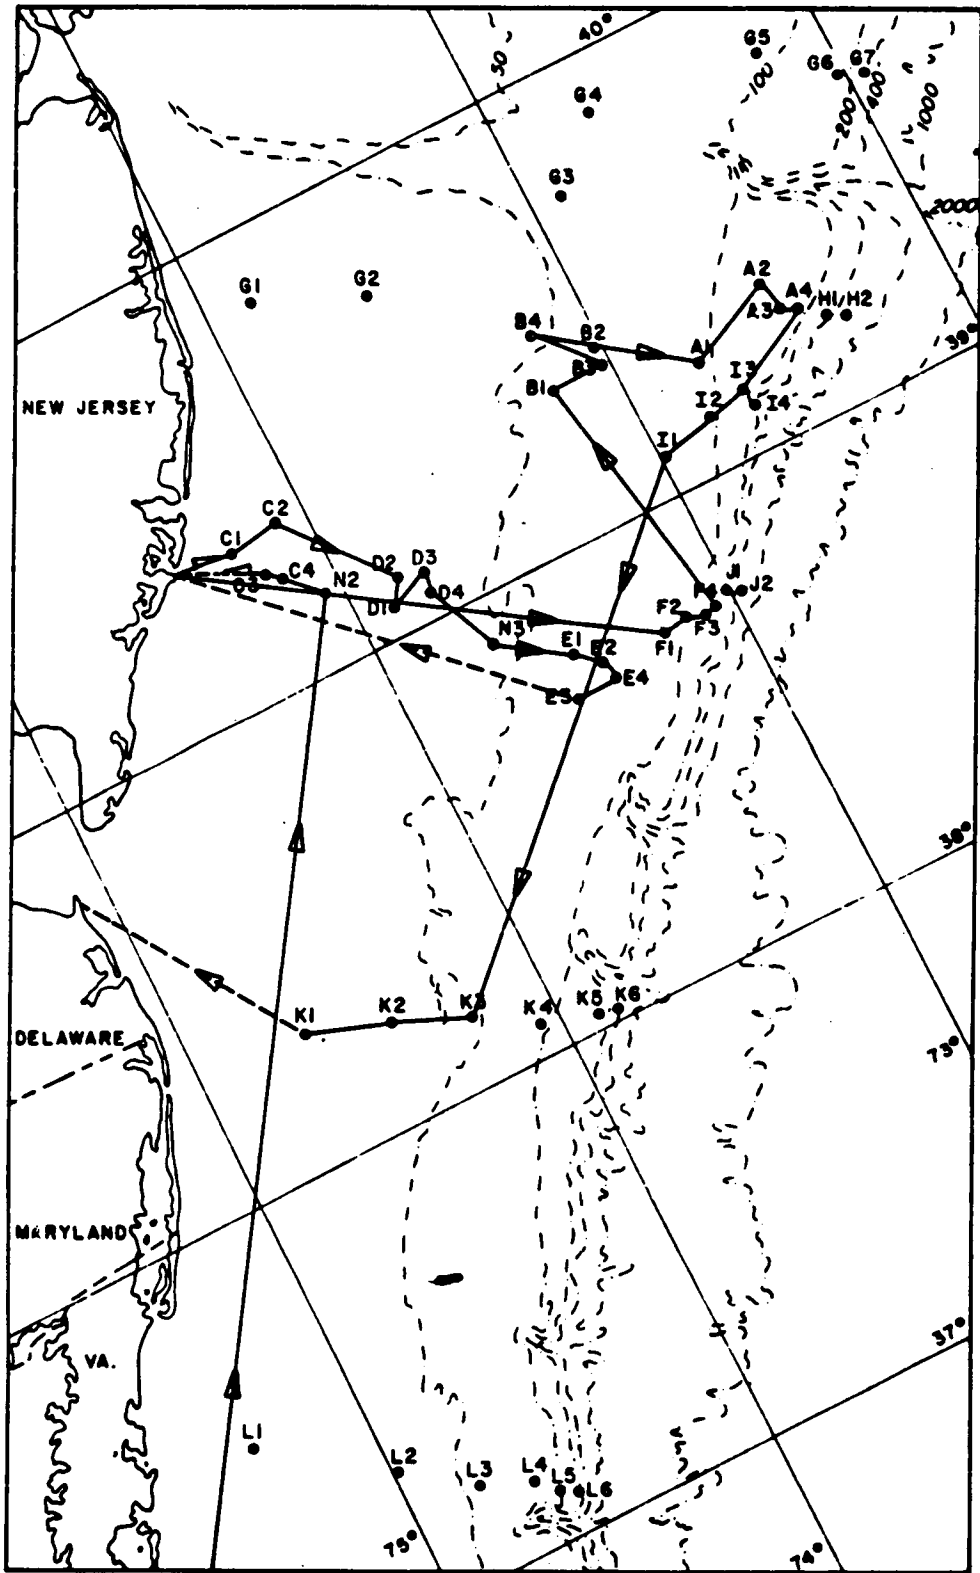 40°
G5
G6
G7
50
100
200
400
1000
G4
G3
2000
G1
G2
A2
A3
A4
H1
H2
39°
B4
B2
A1
B3
B1
I3
I4
I2
NEW JERSEY
I1
C2
C1
C4
D2
D3
D4
N2
D1
J1
J2
F4
F2
F3
F1
N3
E1
E2
E4
38°
K1
K2
K3
K4
K5
K6
DELAWARE
73°
MARYLAND
37°
VA.
L1
L2
L3
L4
L5
L6
75°
74°